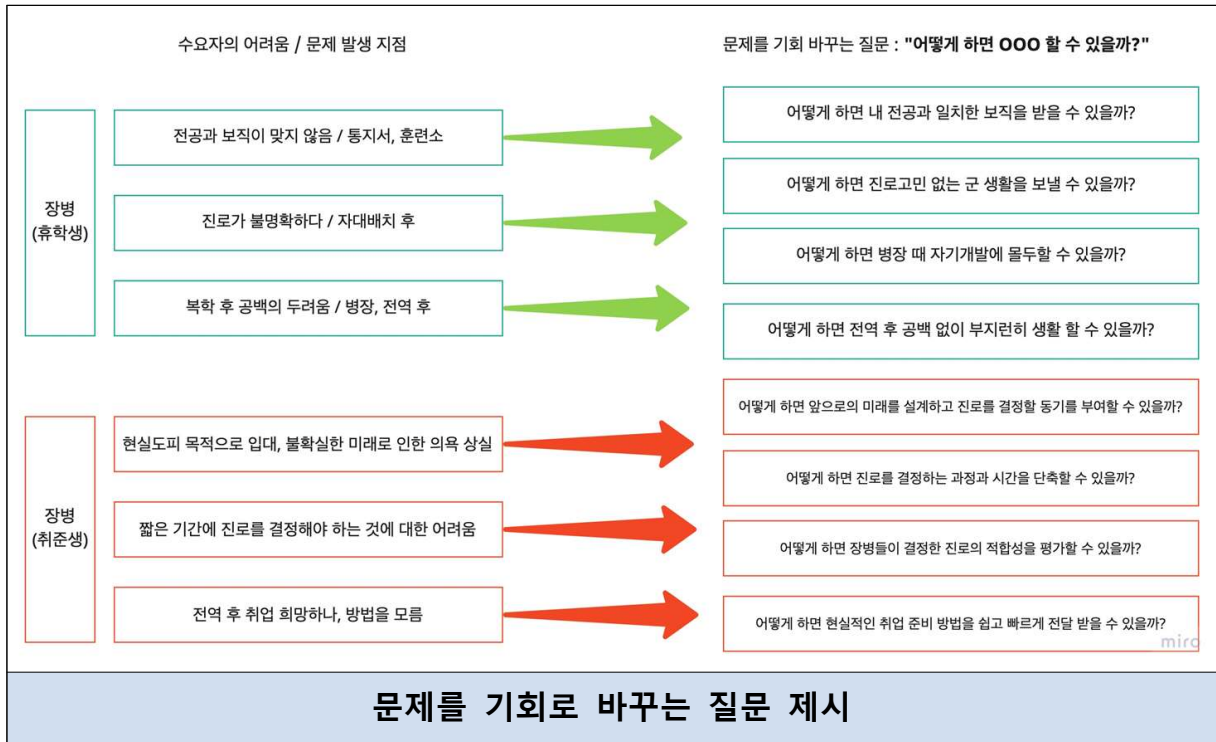 수요자의 어려움 / 문제 발생 지점
문제를 기회 바꾸는 질문 : "어떻게 하면 OOO 할 수 있을까?"
장병
(휴학생)
전공과 보직이 맞지 않음 / 통지서, 훈련소
진로가 불명확하다 / 자대배치 후
복학 후 공백의 두려움 / 병장, 전역 후
어떻게 하면 내 전공과 일치한 보직을 받을 수 있을까?
어떻게 하면 진로고민 없는 군 생활을 보낼 수 있을까?
어떻게 하면 병장 때 자기개발에 몰두할 수 있을까?
어떻게 하면 전역 후 공백 없이 부지런히 생활 할 수 있을까?
장병
(취준생)
현실도피 목적으로 입대, 불확실한 미래로 인한 의욕 상실
짧은 기간에 진로를 결정해야 하는 것에 대한 어려움
전역 후 취업 희망하나, 방법을 모름
어떻게 하면 앞으로의 미래를 설계하고 진로를 결정할 동기를 부여할 수 있을까?
어떻게 하면 진로를 결정하는 과정과 시간을 단축할 수 있을까?
어떻게 하면 장병들이 결정한 진로의 적합성을 평가할 수 있을까?
어떻게 하면 현실적인 취업 준비 방법을 쉽고 빠르게 전달 받을 수 있을까?
miro
문제를 기회로 바꾸는 질문 제시